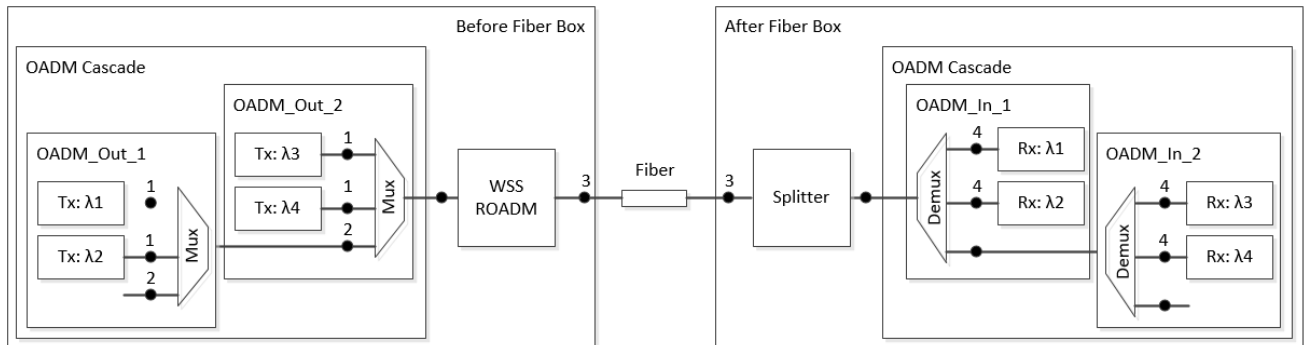 Before Fiber Box
OADM Cascade
OADM_Out_2
Tx: λ3
1
Tx: λ4
1
2
Mux
OADM_Out_1
Tx: λ1
1
Tx: λ2
1
2
Mux
WSS
ROADM
3
Fiber
After Fiber Box
3
Splitter
OADM Cascade
OADM_In_1
Demux
4
Rx: λ1
4
Rx: λ2
OADM_In_2
Demux
4
Rx: λ3
4
Rx: λ4